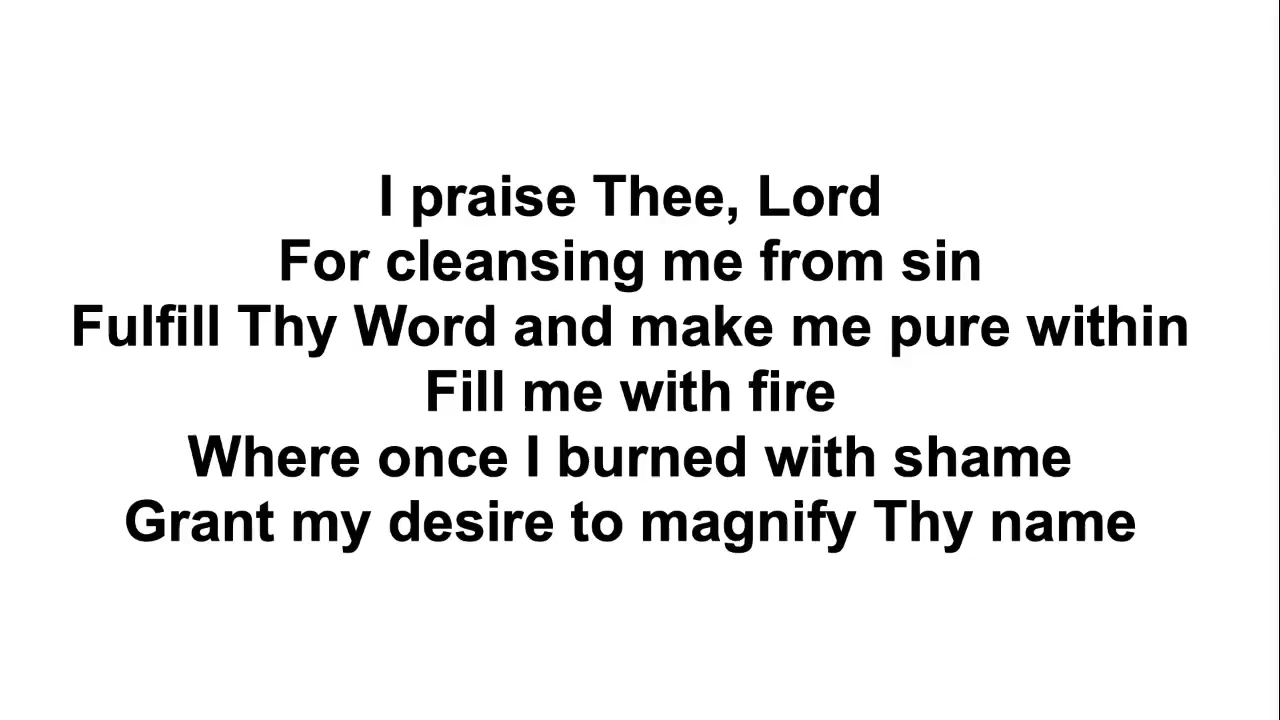 I praise Thee, Lord
For cleansing me from sin
Fulfill Thy Word and make me pure within
Fill me with fire
Where once I burned with shame
Grant my desire to magnify Thy name